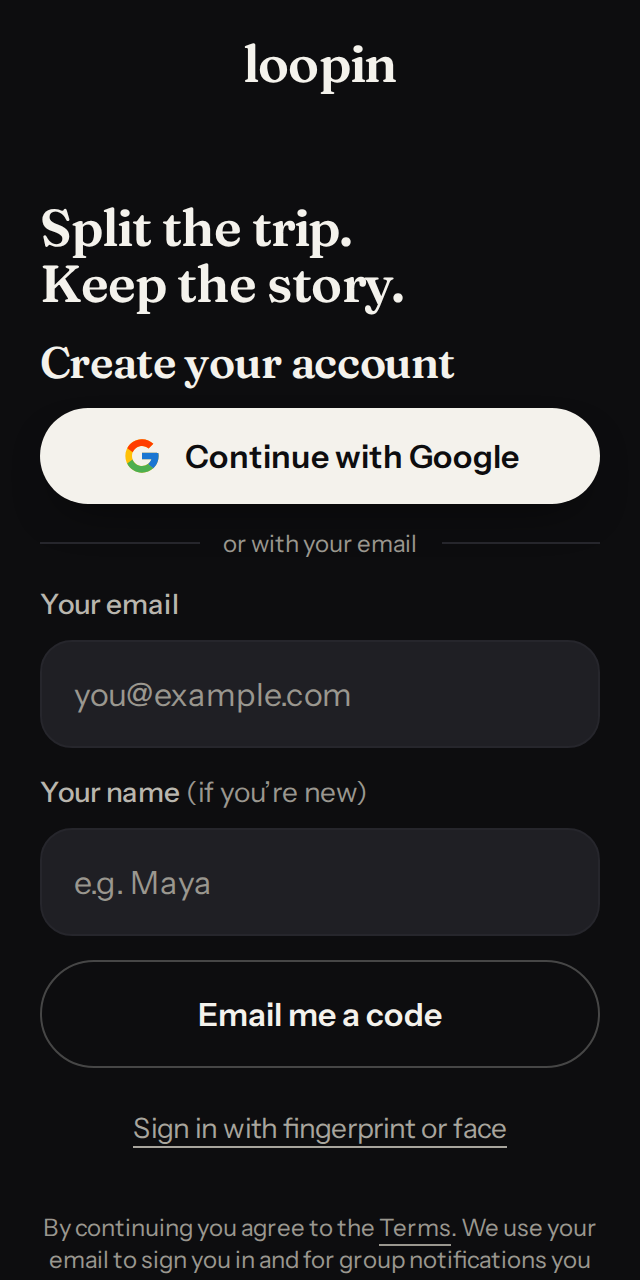 loopin
Split the trip.
Keep the story.
Create your account
Continue with Google
or with your email
Your email
you@example.com
Your name (if you’re new)
e.g. Maya
Email me a code
Sign in with fingerprint or face
By continuing you agree to the Terms. We use your
email to sign you in and for group notifications you